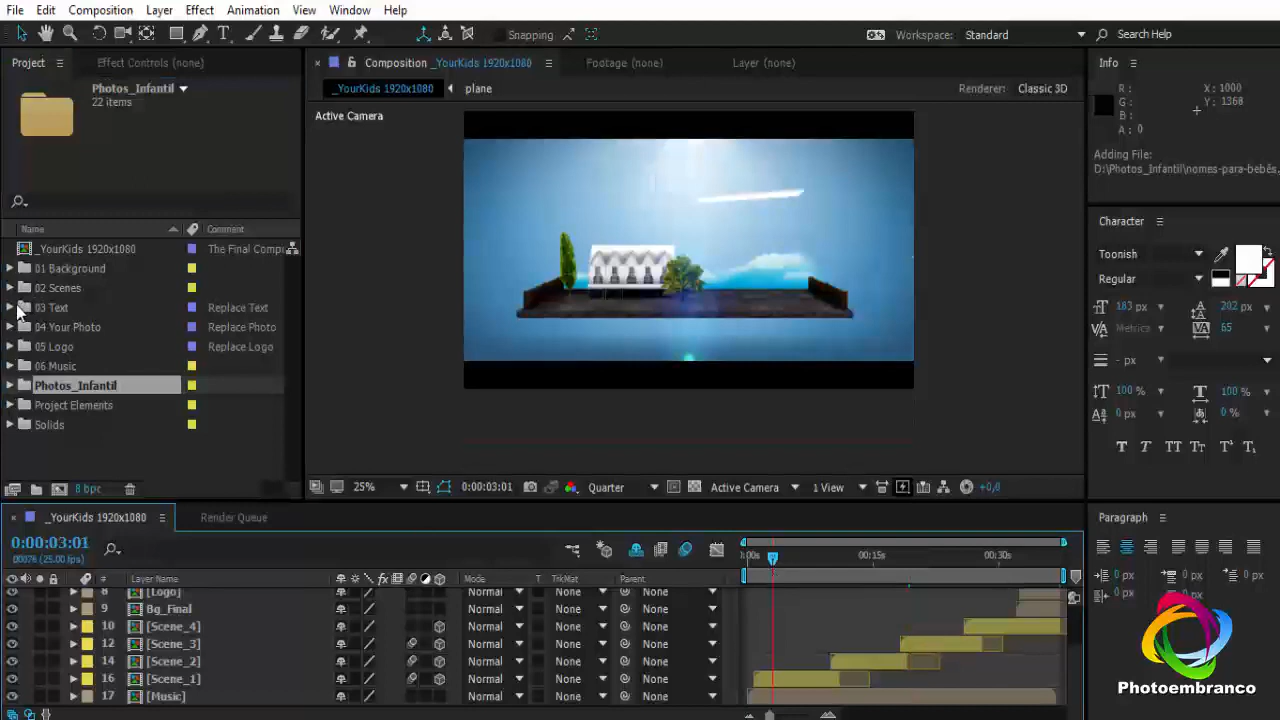 File Edit Composition Layer Effect Animation View Window Help
Snapping Workspace: Standard Search Help
Project Effect Controls (none) Composition _YourKids 1920x1080 Footage (none) Layer (none) Info
Photos_Infantil
22 items
_YourKids 1920x1080 plane Renderer: Classic 3D
Active Camera
R: X: 1000
G: Y: 1368
B:
A: 0
Adding File:
D:\Photos_Infantil\nomes-para-bebês.
Name Comment
_YourKids 1920x1080 The Final Comp
01 Background
02 Scenes
03 Text Replace Text
04 Your Photo Replace Photo
05 Logo Replace Logo
06 Music
Photos_Infantil
Project Elements
Solids
8 bpc
25% 0:00:03:01 Quarter Active Camera 1 View +0,0
Character
Toonish
Regular
183 px 202 px
Metrics 65
- px
100 % 100 %
0 px 0 %
T T TT Tт T¹ T₁
_YourKids 1920x1080 Render Queue
0:00:03:01
00076 (25.00 fps)
:00s 00:15s 00:30s
# Layer Name Mode T TrkMat Parent
8 [Logo] Normal None None
9 Bg_Final Normal None None
10 [Scene_4] Normal None None
12 [Scene_3] Normal None None
14 [Scene_2] Normal None None
16 [Scene_1] Normal None None
17 [Music] Normal None None
Paragraph
0 px 0 px 0 px
0 px 0 px
Photoembranco